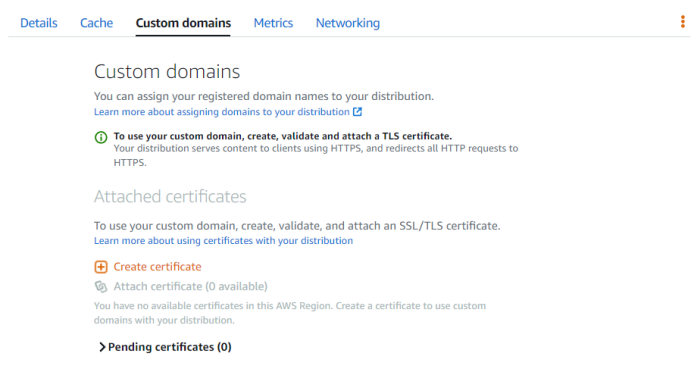 Details Cache Custom domains Metrics Networking
Custom domains
You can assign your registered domain names to your distribution.
Learn more about assigning domains to your distribution
To use your custom domain, create, validate and attach a TLS certificate.
Your distribution serves content to clients using HTTPS, and redirects all HTTP requests to
HTTPS.
Attached certificates
To use your custom domain, create, validate, and attach an SSL/TLS certificate.
Learn more about using certificates with your distribution
Create certificate
Attach certificate (0 available)
You have no available certificates in this AWS Region. Create a certificate to use custom
domains with your distribution.
Pending certificates (0)